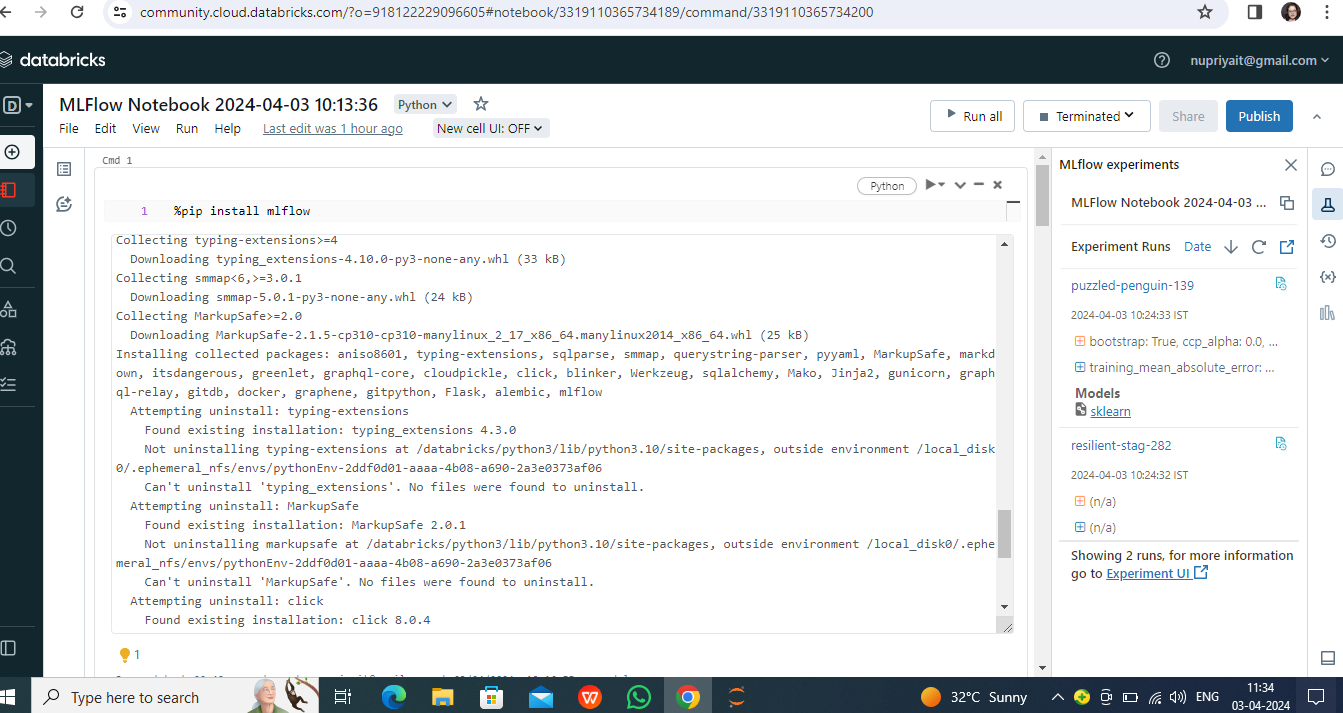 community.cloud.databricks.com/?o=918122229096605#notebook/3319110365734189/command/3319110365734200
databricks
nupriyait@gmail.com
D
MLFlow Notebook 2024-04-03 10:13:36
Python
File
Edit
View
Run
Help
Last edit was 1 hour ago
New cell UI: OFF
Run all
Terminated
Share
Publish
Cmd 1
Python
1 %pip install mlflow
Collecting typing-extensions>=4
Downloading typing_extensions-4.10.0-py3-none-any.whl (33 kB)
Collecting smmap<6,>=3.0.1
Downloading smmap-5.0.1-py3-none-any.whl (24 kB)
Collecting MarkupSafe>=2.0
Downloading MarkupSafe-2.1.5-cp310-cp310-manylinux_2_17_x86_64.manylinux2014_x86_64.whl (25 kB)
Installing collected packages: aniso8601, typing-extensions, sqlparse, smmap, querystring-parser, pyyaml, MarkupSafe, markd
own, itsdangerous, greenlet, graphql-core, cloudpickle, click, blinker, Werkzeug, sqlalchemy, Mako, Jinja2, gunicorn, graph
ql-relay, gitdb, docker, graphene, gitpython, Flask, alembic, mlflow
Attempting uninstall: typing-extensions
Found existing installation: typing_extensions 4.3.0
Not uninstalling typing-extensions at /databricks/python3/lib/python3.10/site-packages, outside environment /local_disk
0/.ephemeral_nfs/envs/pythonEnv-2ddf0d01-aaaa-4b08-a690-2a3e0373af06
Can't uninstall 'typing_extensions'. No files were found to uninstall.
Attempting uninstall: MarkupSafe
Found existing installation: MarkupSafe 2.0.1
Not uninstalling markupsafe at /databricks/python3/lib/python3.10/site-packages, outside environment /local_disk0/.ephe
meral_nfs/envs/pythonEnv-2ddf0d01-aaaa-4b08-a690-2a3e0373af06
Can't uninstall 'MarkupSafe'. No files were found to uninstall.
Attempting uninstall: click
Found existing installation: click 8.0.4
1
MLflow experiments
MLFlow Notebook 2024-04-03 ...
Experiment Runs
Date
puzzled-penguin-139
2024-04-03 10:24:33 IST
bootstrap: True, ccp_alpha: 0.0, ...
training_mean_absolute_error: ...
Models
sklearn
resilient-stag-282
2024-04-03 10:24:32 IST
(n/a)
(n/a)
Showing 2 runs, for more information
go to Experiment UI
Type here to search
32°C Sunny
ENG
11:34
03-04-2024